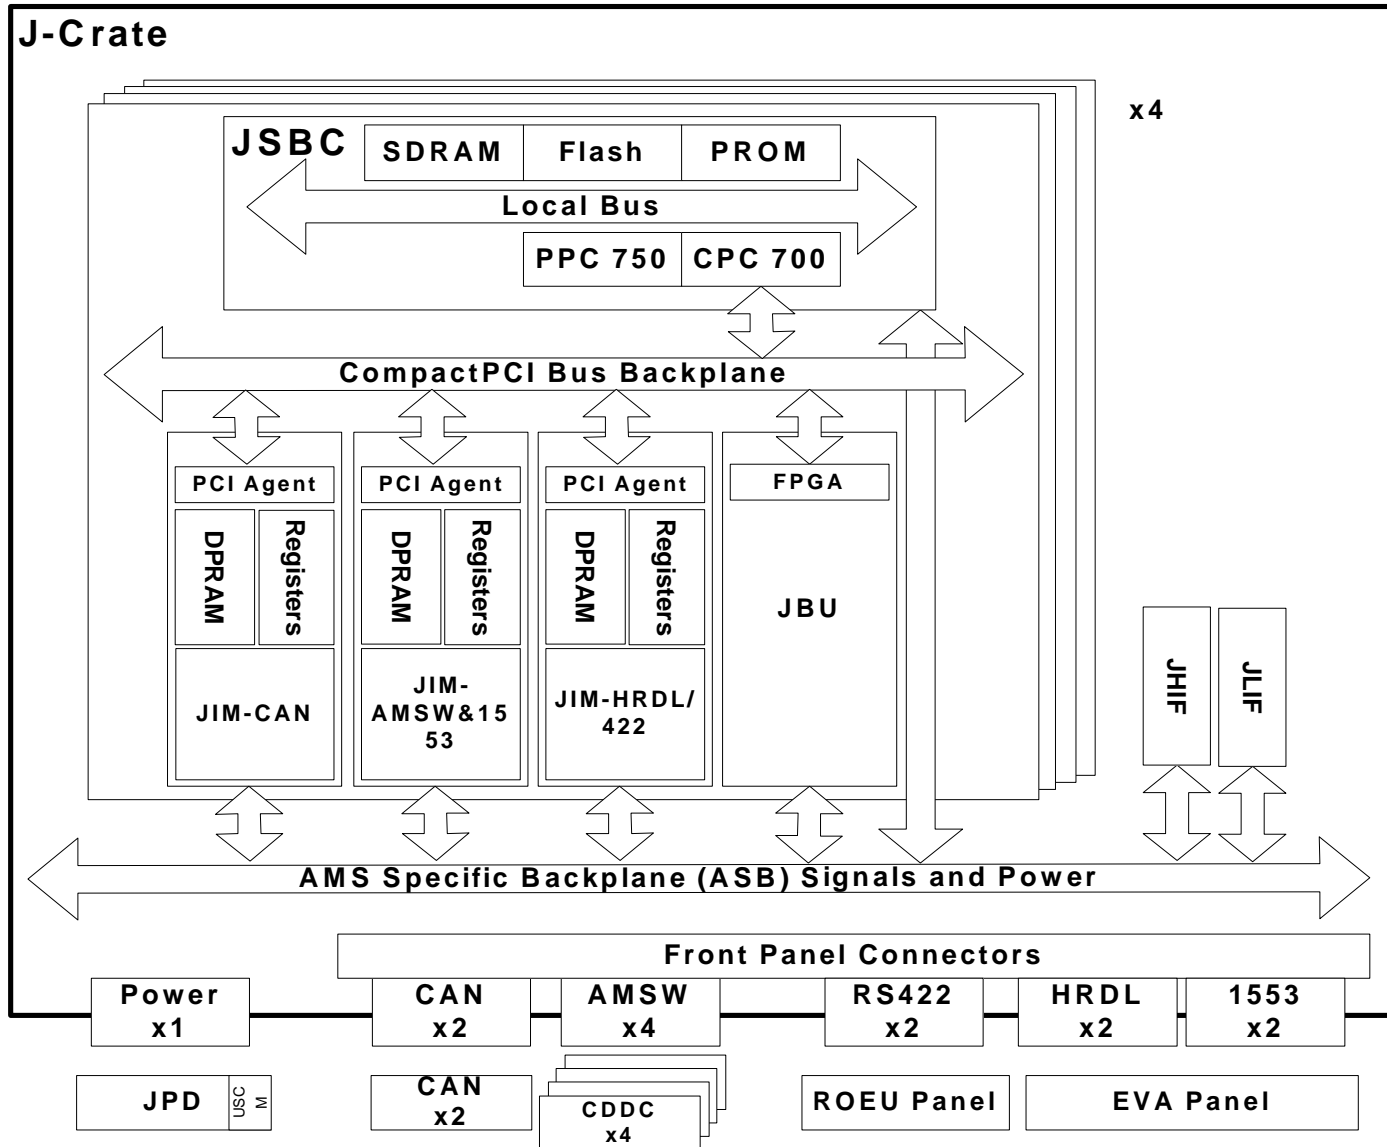 J-Crate
x4
JSBC
SDRAM
Flash
PROM
Local Bus
PPC 750
CPC 700
CompactPCI Bus Backplane
PCI Agent
PCI Agent
PCI Agent
FPGA
DPRAM
Registers
DPRAM
Registers
DPRAM
Registers
JBU
JIM-CAN
JIM-
AMSW&15
53
JIM-HRDL/
422
JHIF
JLIF
AMS Specific Backplane (ASB) Signals and Power
Front Panel Connectors
Power
x1
CAN
x2
AMSW
x4
RS422
x2
HRDL
x2
1553
x2
JPD
USC
M
CAN
x2
CDDC
x4
ROEU Panel
EVA Panel